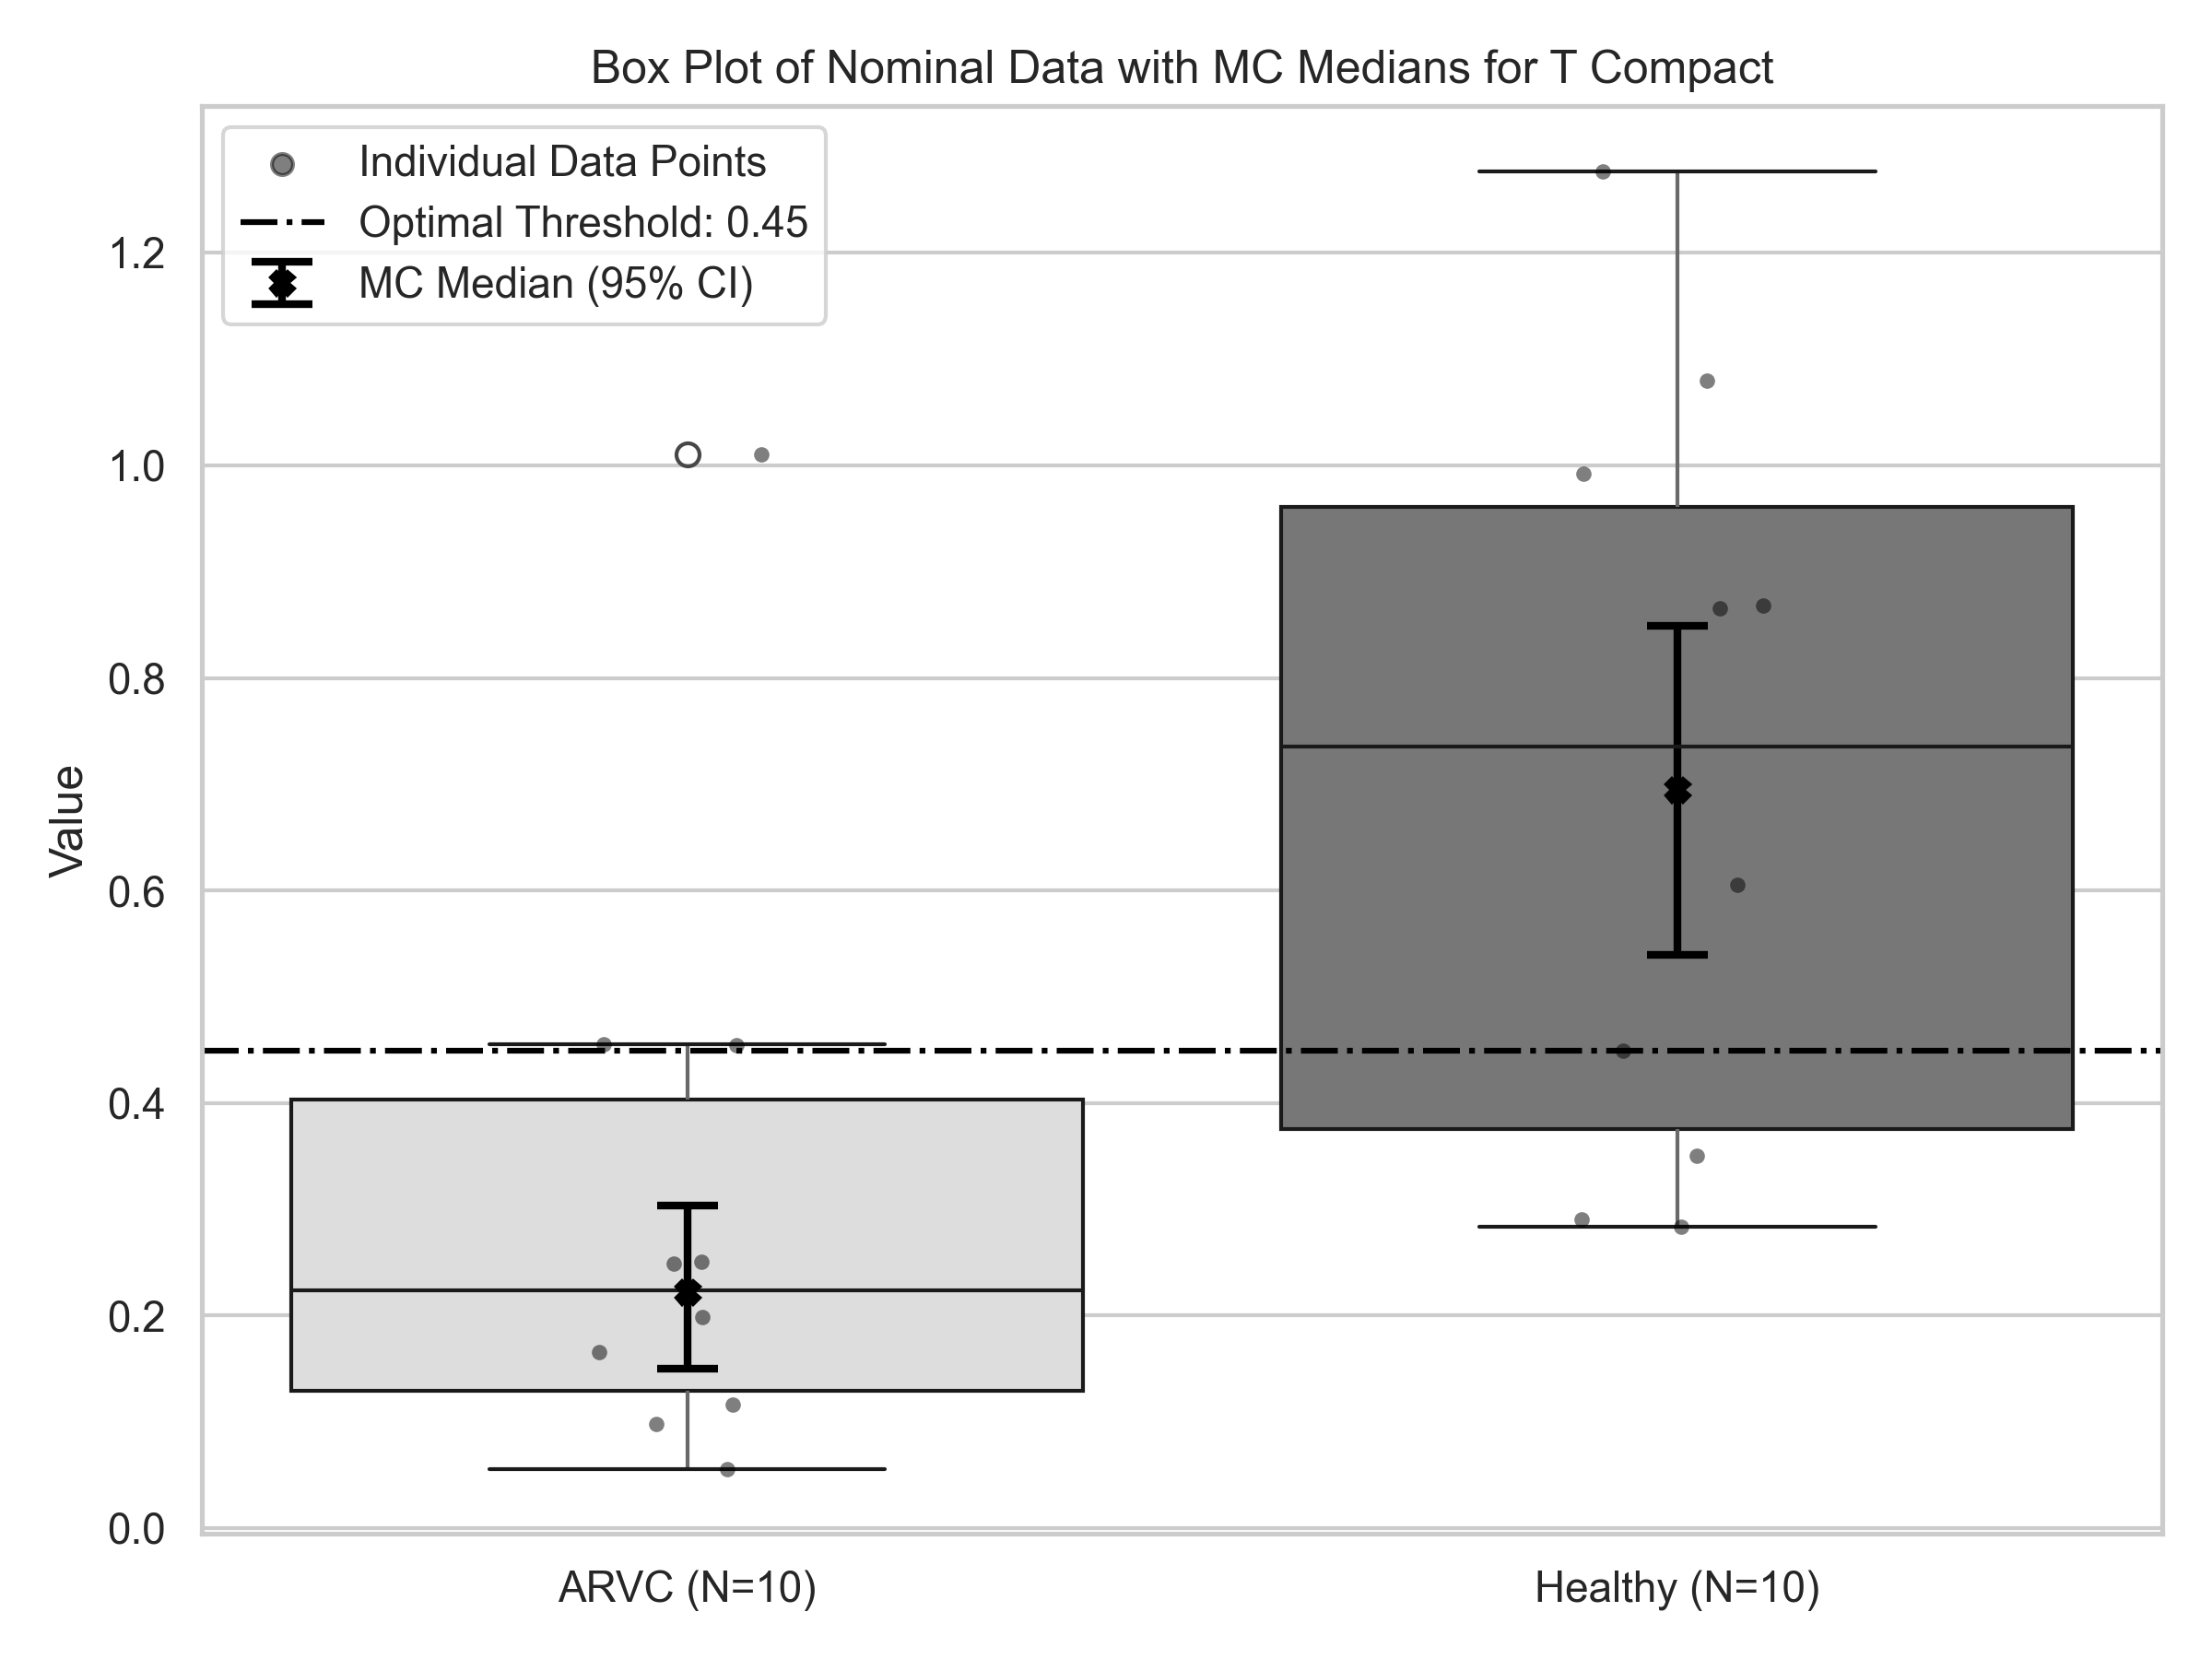 Box Plot of Nominal Data with MC Medians for T Compact
Individual Data Points
Optimal Threshold: 0.45
MC Median (95% CI)
1.2
1.0
0.8
0.6
0.4
0.2
0.0
Value
ARVC (N=10)
Healthy (N=10)